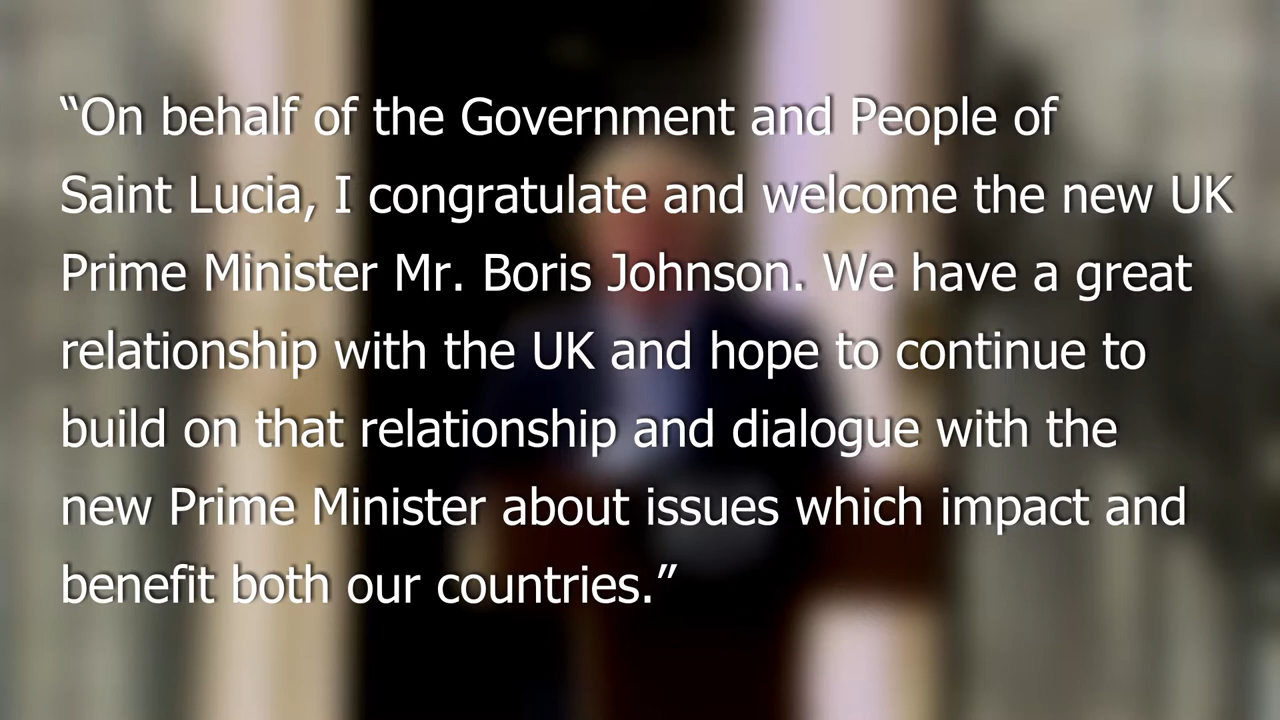 “On behalf of the Government and People of
Saint Lucia, I congratulate and welcome the new UK
Prime Minister Mr. Boris Johnson. We have a great
relationship with the UK and hope to continue to
build on that relationship and dialogue with the
new Prime Minister about issues which impact and
benefit both our countries.”